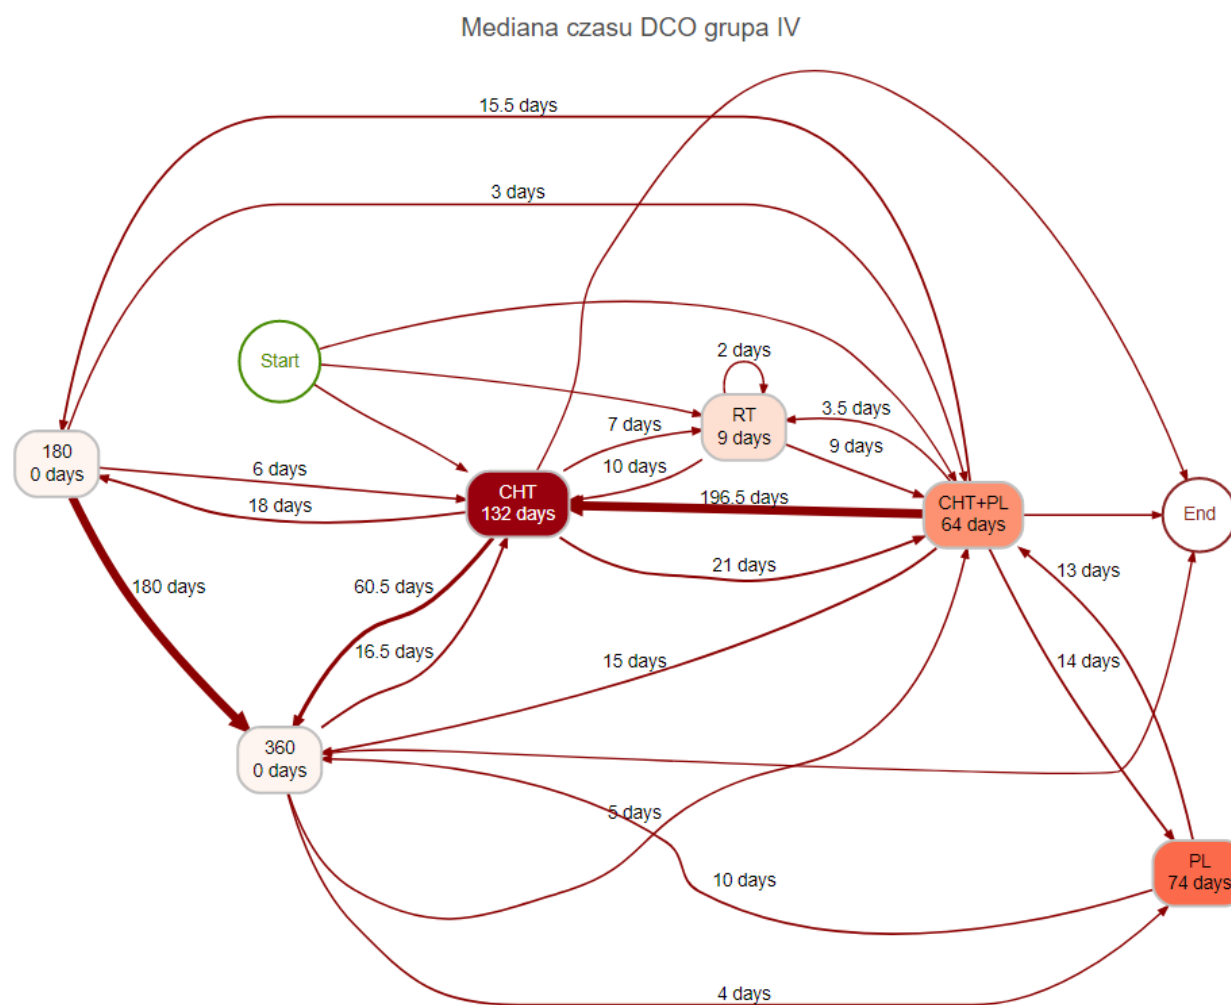 Mediana czasu DCO grupa IV
15.5 days
3 days
Start
2 days
RT
9 days
3.5 days
7 days
9 days
180
0 days
6 days
10 days
18 days
CHT
132 days
196.5 days
CHT+PL
64 days
End
21 days
180 days
60.5 days
13 days
16.5 days
15 days
14 days
360
0 days
5 days
10 days
PL
74 days
4 days